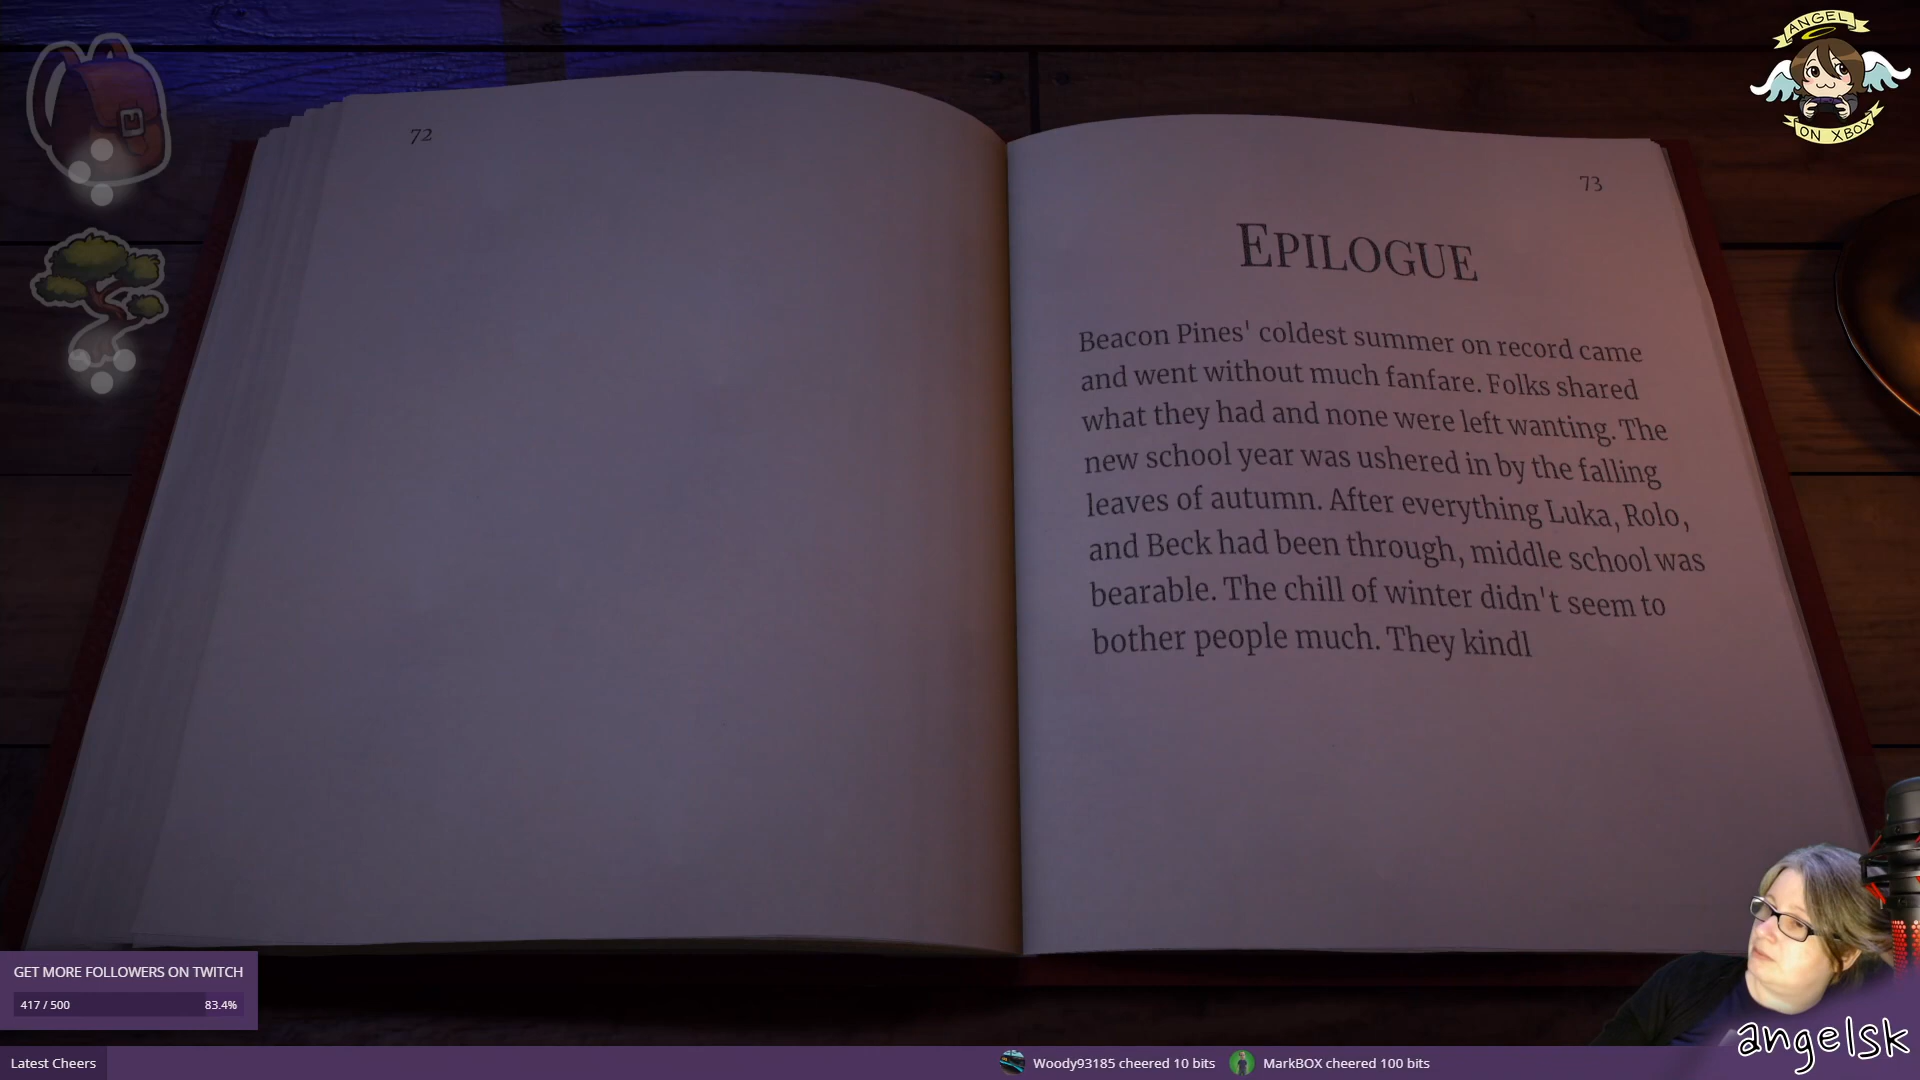 72
73
EPILOGUE
Beacon Pines' coldest summer on record came
and went without much fanfare. Folks shared
what they had and none were left wanting. The
new school year was ushered in by the falling
leaves of autumn. After everything Luka, Rolo,
and Beck had been through, middle school was
bearable. The chill of winter didn't seem to
bother people much. They kindl
ANGEL
ON XBOX
GET MORE FOLLOWERS ON TWITCH
417 / 500 83.4%
angelsk
Latest Cheers
Woody93185 cheered 10 bits
MarkBOX cheered 100 bits